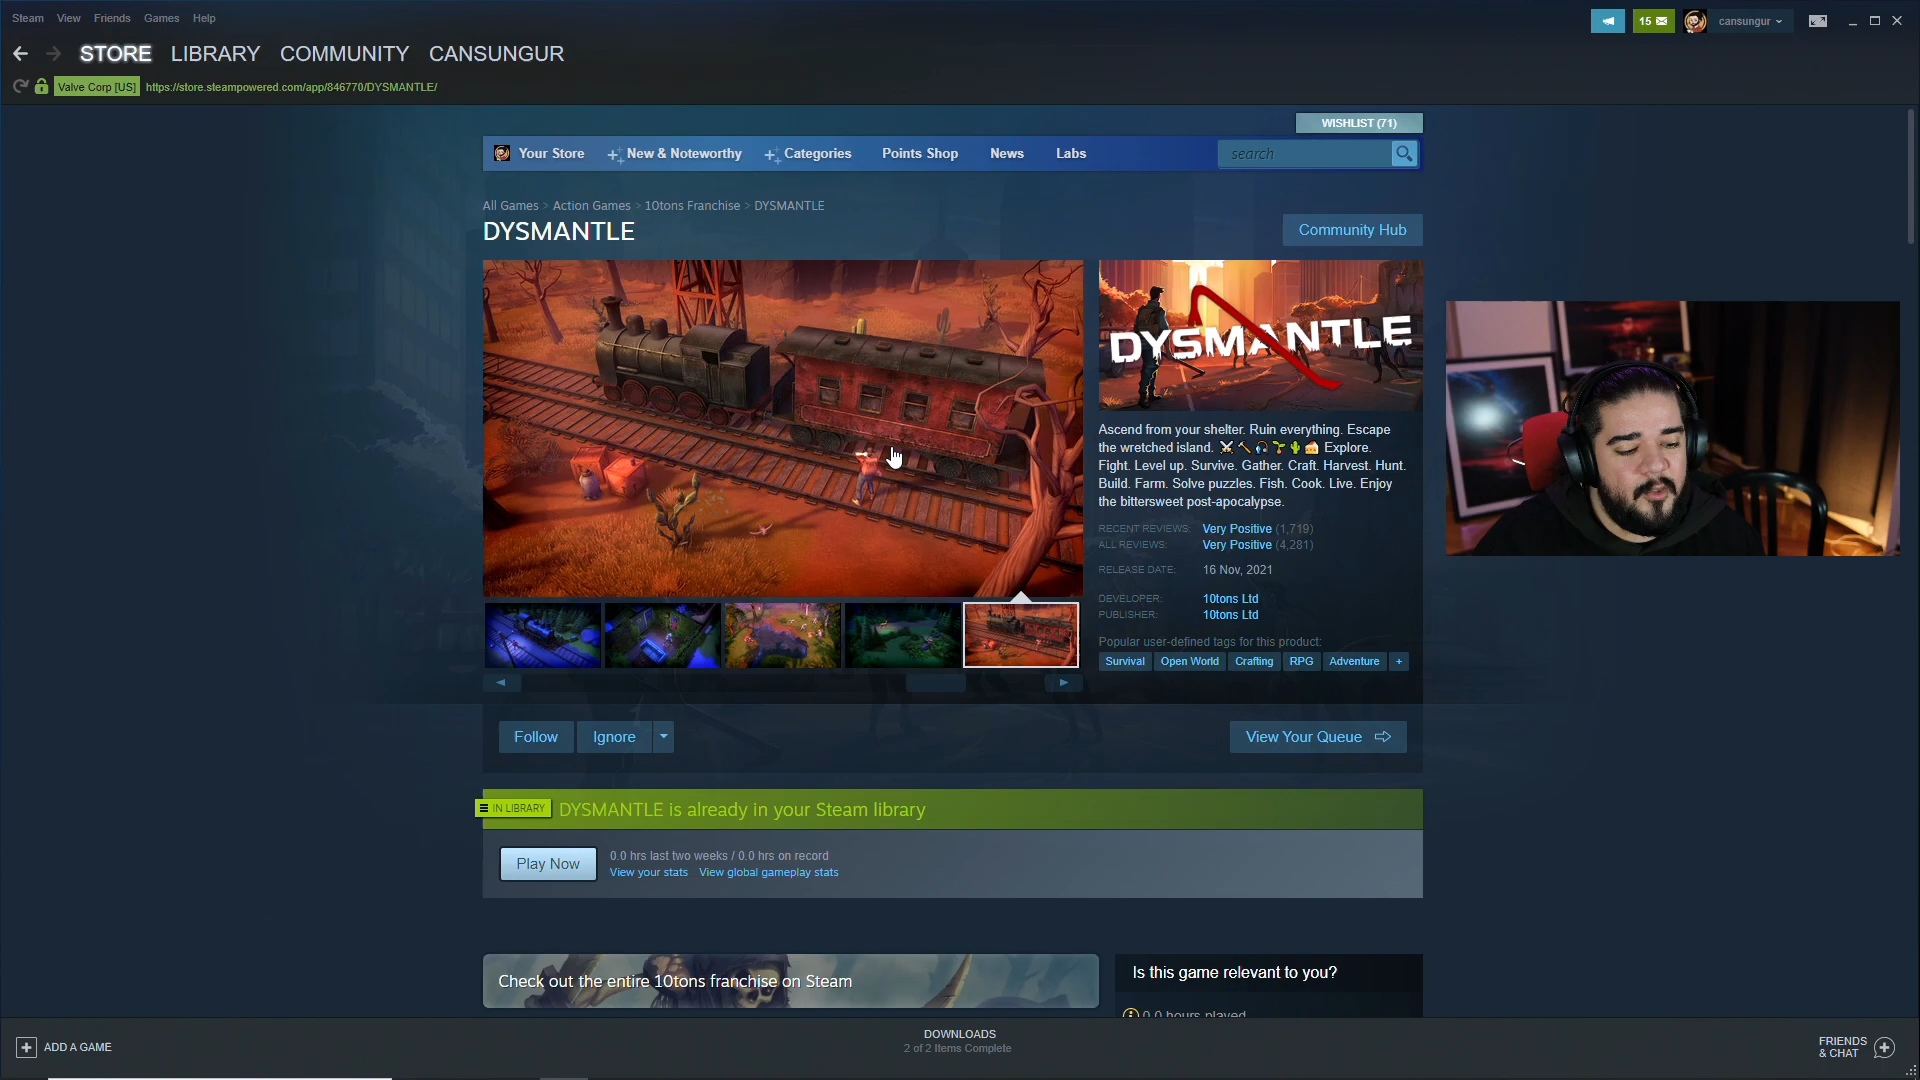 Steam View Friends Games Help
15
cansungur
STORE LIBRARY COMMUNITY CANSUNGUR
Valve Corp [US] https://store.steampowered.com/app/846770/DYSMANTLE/
WISHLIST (71)
Your Store New & Noteworthy Categories Points Shop News Labs
search
All Games > Action Games > 10tons Franchise > DYSMANTLE
DYSMANTLE
Community Hub
DYSMANTLE
Ascend from your shelter. Ruin everything. Escape
the wretched island. ⚔️🔨🎣🌱🌵🍰 Explore.
Fight. Level up. Survive. Gather. Craft. Harvest. Hunt.
Build. Farm. Solve puzzles. Fish. Cook. Live. Enjoy
the bittersweet post-apocalypse.
RECENT REVIEWS: Very Positive (1,719)
ALL REVIEWS: Very Positive (4,281)
RELEASE DATE: 16 Nov, 2021
DEVELOPER: 10tons Ltd
PUBLISHER: 10tons Ltd
Popular user-defined tags for this product:
Survival Open World Crafting RPG Adventure +
Follow Ignore
View Your Queue
IN LIBRARY DYSMANTLE is already in your Steam library
Play Now
0.0 hrs last two weeks / 0.0 hrs on record
View your stats View global gameplay stats
Check out the entire 10tons franchise on Steam
Is this game relevant to you?
0.0 hours played
ADD A GAME
DOWNLOADS
2 of 2 Items Complete
FRIENDS
& CHAT